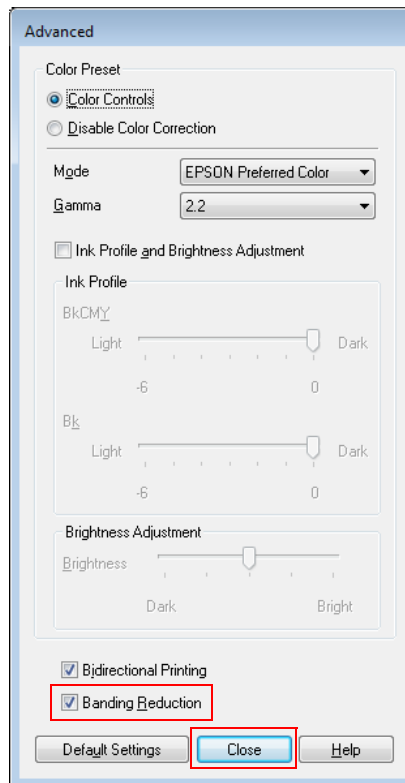 Advanced
Color Preset
Color Controls
Disable Color Correction
Mode EPSON Preferred Color
Gamma 2.2
Ink Profile and Brightness Adjustment
Ink Profile
BkCMY
Light Dark
-6 0
Bk
Light Dark
-6 0
Brightness Adjustment
Brightness
Dark Bright
Bidirectional Printing
Banding Reduction
Default Settings Close Help